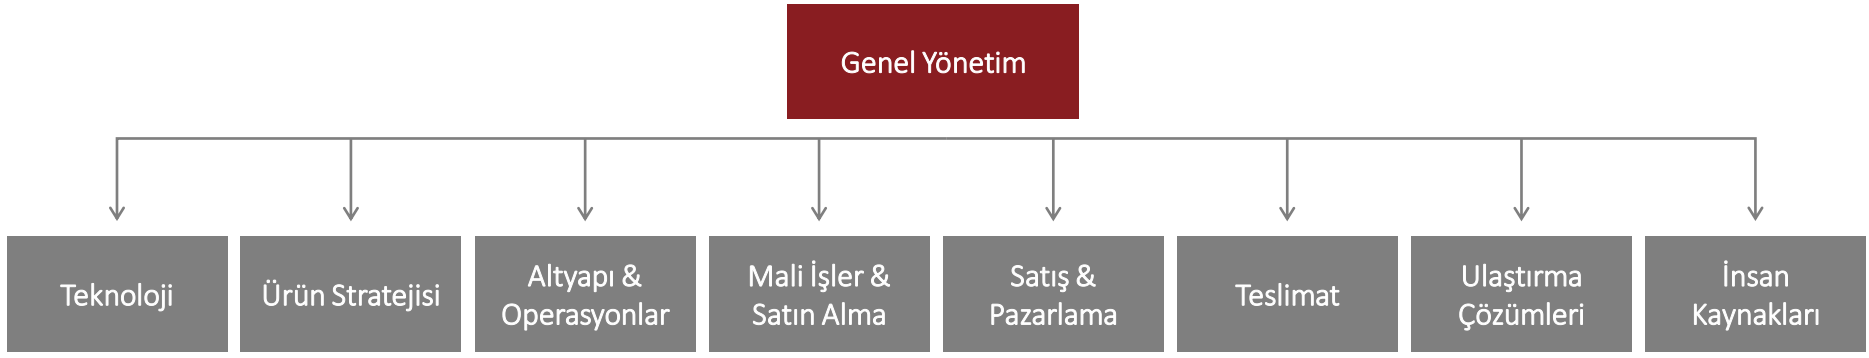 Genel Yönetim
Teknoloji
Ürün Stratejisi
Altyapı &
Operasyonlar
Mali İşler &
Satın Alma
Satış &
Pazarlama
Teslimat
Ulaştırma
Çözümleri
İnsan
Kaynakları